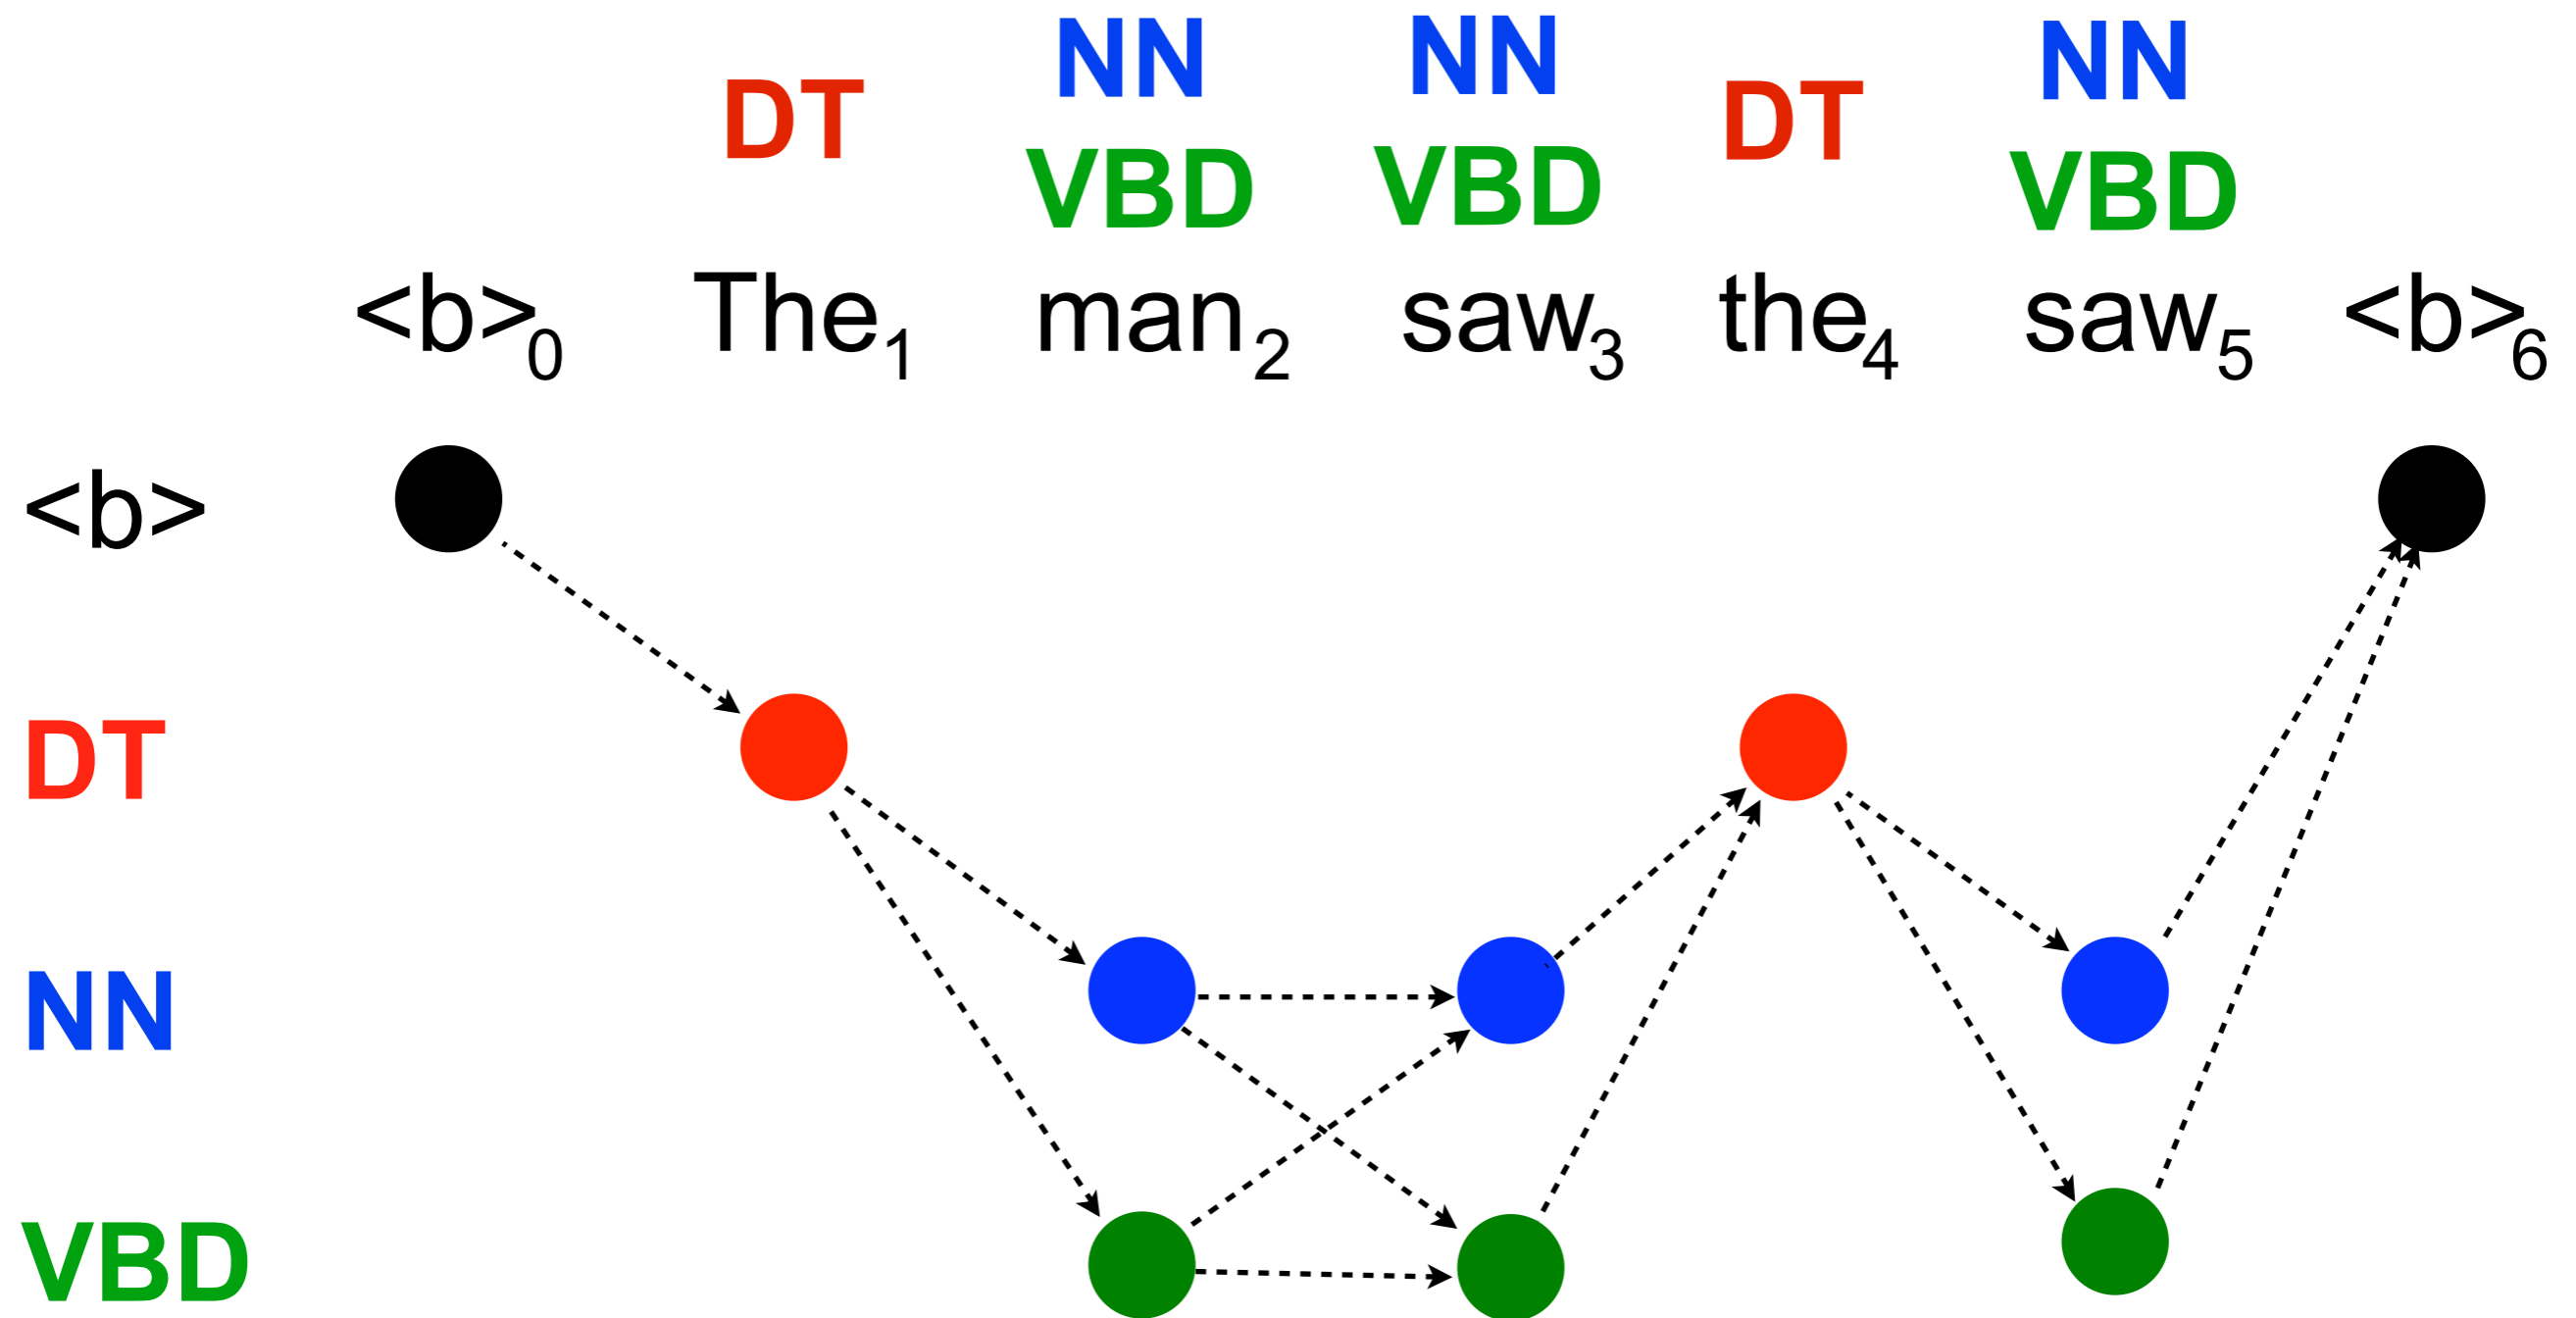 NN NN NN
DT DT
VBD VBD VBD
<b>0 The1 man2 saw3 the4 saw5 <b>6
<b>
DT
NN
VBD